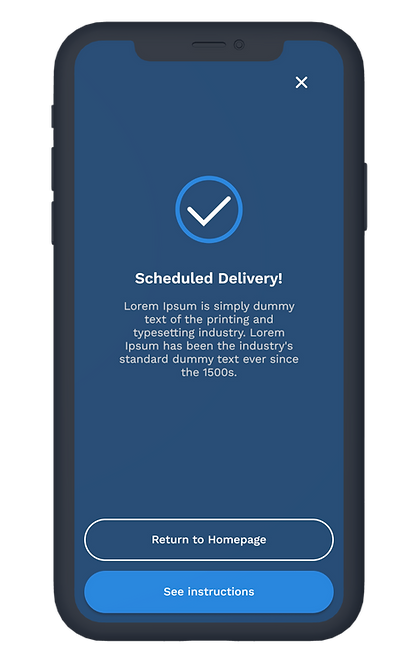 Scheduled Delivery!
Lorem Ipsum is simply dummy
text of the printing and
typesetting industry. Lorem
Ipsum has been the industry's
standard dummy text ever since
the 1500s.
Return to Homepage
See instructions